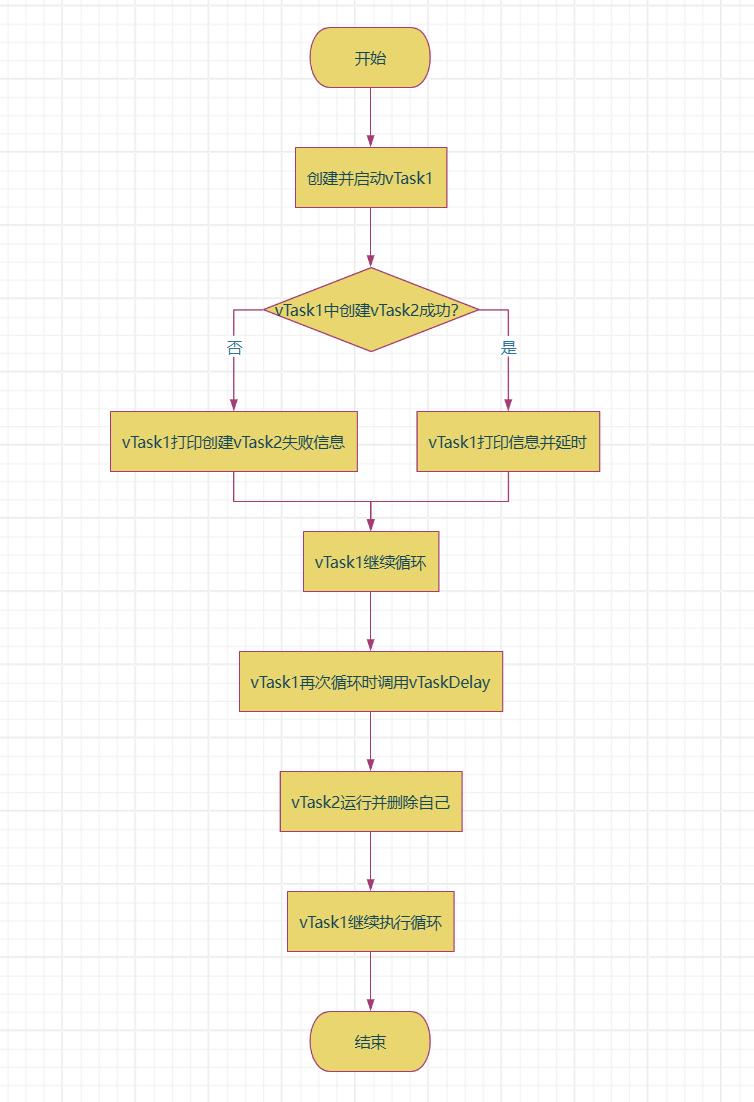 开始
创建并启动vTask1
vTask1中创建vTask2成功?
否
是
vTask1打印创建vTask2失败信息
vTask1打印信息并延时
vTask1继续循环
vTask1再次循环时调用vTaskDelay
vTask2运行并删除自己
vTask1继续执行循环
结束